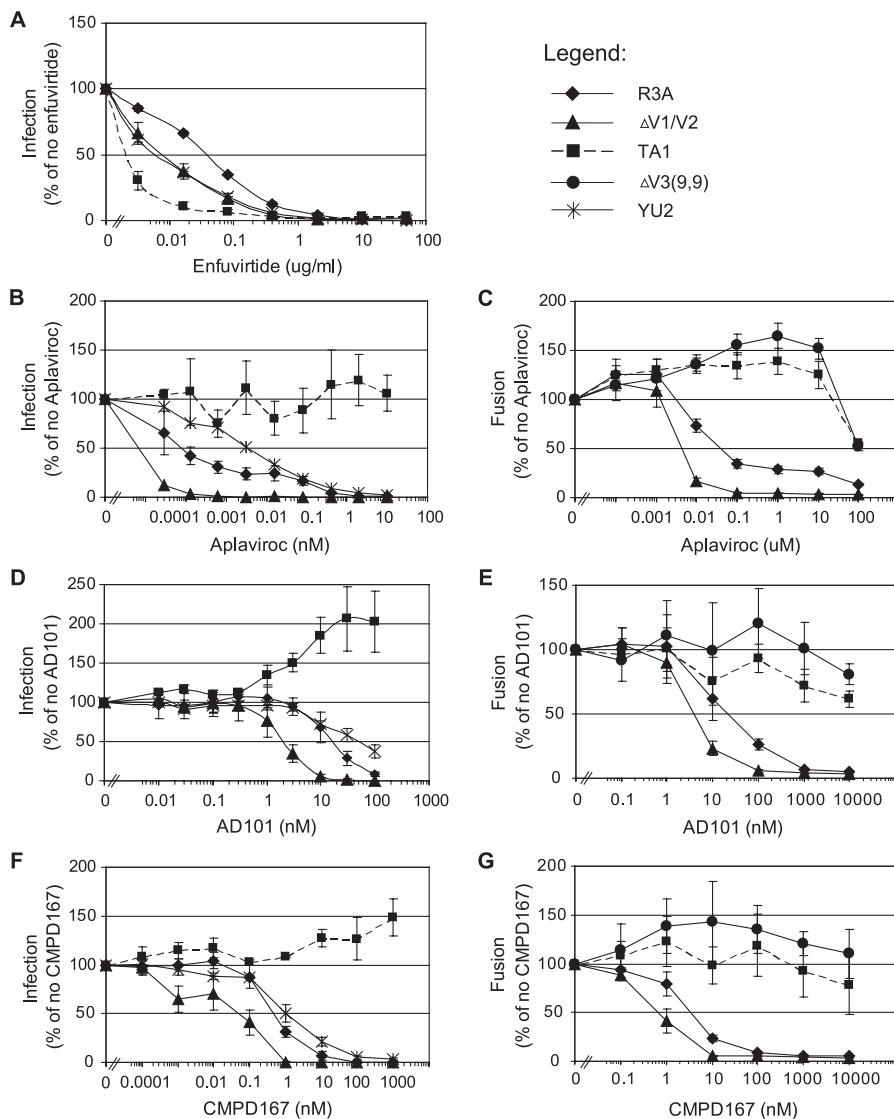 A
Infection
(% of no enfuvirtide)
150
100
50
0
0
0.01
0.1
1
10
100
Enfuvirtide (ug/ml)
Legend:
R3A
ΔV1/V2
TA1
ΔV3(9,9)
YU2
B
Infection
(% of no Aplaviroc)
200
150
100
50
0
0
0.0001
0.001
0.01
0.1
1
10
100
Aplaviroc (nM)
C
Fusion
(% of no Aplaviroc)
200
150
100
50
0
0
0.001
0.01
0.1
1
10
100
Aplaviroc (uM)
D
Infection
(% of no AD101)
250
200
150
100
50
0
0
0.01
0.1
1
10
100
1000
AD101 (nM)
E
Fusion
(% of no AD101)
150
100
50
0
0
0.1
1
10
100
1000
10000
AD101 (nM)
F
Infection
(% of no CMPD167)
200
150
100
50
0
0
0.0001
0.01
0.1
1
10
100
1000
CMPD167 (nM)
G
Fusion
(% of no CMPD167)
200
150
100
50
0
0
0.1
1
10
100
1000
10000
CMPD167 (nM)